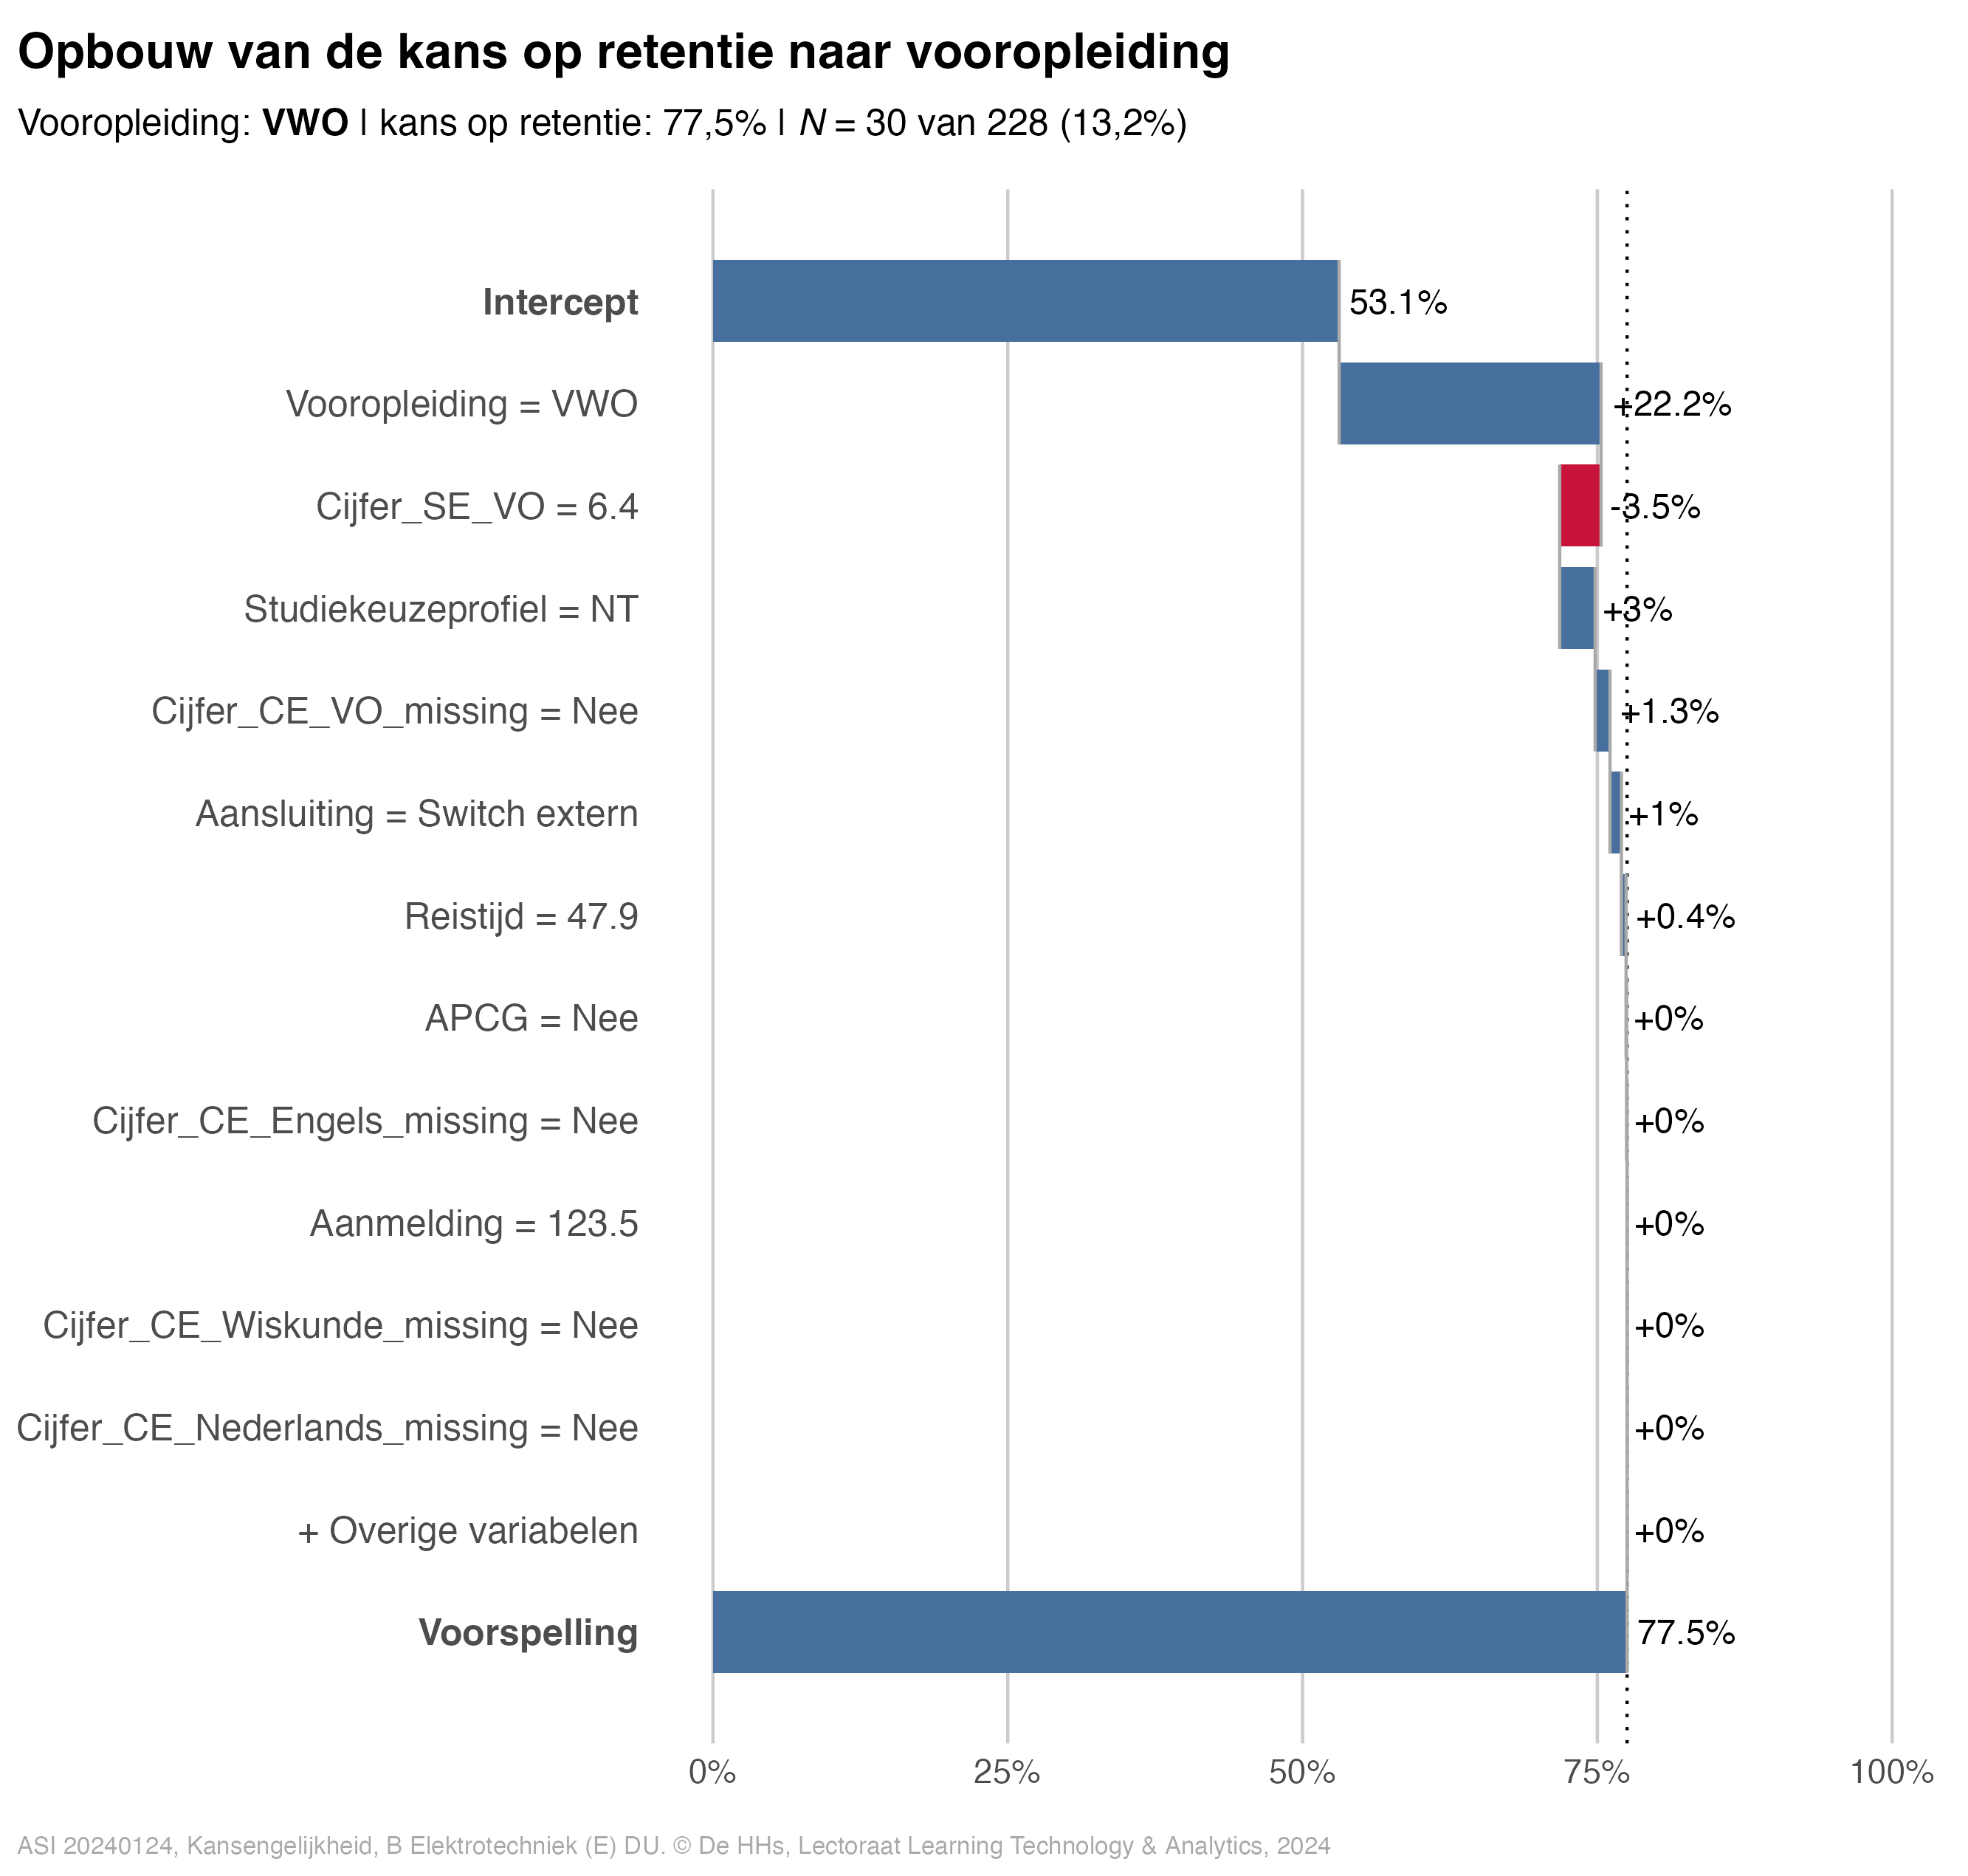 Opbouw van de kans op retentie naar vooropleiding
Vooropleiding: VWO | kans op retentie: 77,5% | N = 30 van 228 (13,2%)
Intercept 53.1%
Vooropleiding = VWO +22.2%
Cijfer_SE_VO = 6.4 -3.5%
Studiekeuzeprofiel = NT +3%
Cijfer_CE_VO_missing = Nee +1.3%
Aansluiting = Switch extern +1%
Reistijd = 47.9 +0.4%
APCG = Nee +0%
Cijfer_CE_Engels_missing = Nee +0%
Aanmelding = 123.5 +0%
Cijfer_CE_Wiskunde_missing = Nee +0%
Cijfer_CE_Nederlands_missing = Nee +0%
+ Overige variabelen +0%
Voorspelling 77.5%
0% 25% 50% 75% 100%
ASI 20240124, Kansengelijkheid, B Elektrotechniek (E) DU. © De HHs, Lectoraat Learning Technology & Analytics, 2024